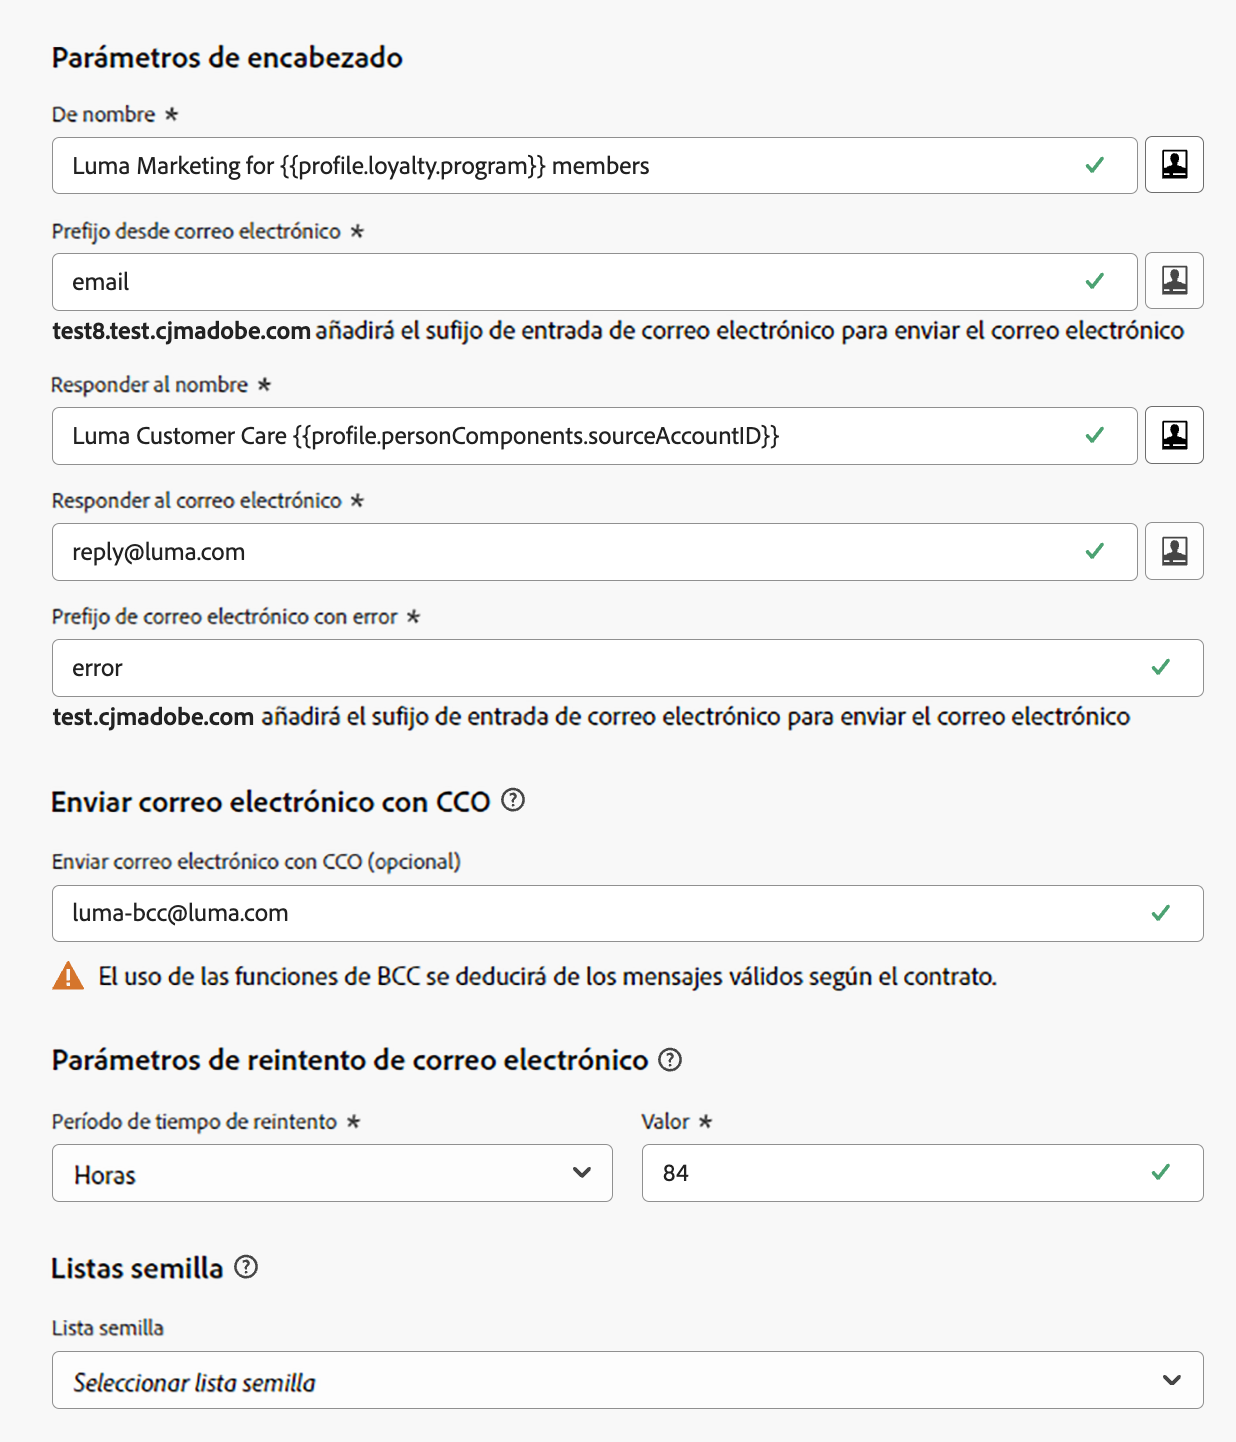 Parámetros de encabezado
De nombre *
Luma Marketing for {{profile.loyalty.program}} members
Prefijo desde correo electrónico *
email
test8.test.cjmadobe.com añadirá el sufijo de entrada de correo electrónico para enviar el correo electrónico
Responder al nombre *
Luma Customer Care {{profile.personComponents.sourceAccountID}}
Responder al correo electrónico *
reply@luma.com
Prefijo de correo electrónico con error *
error
test.cjmadobe.com añadirá el sufijo de entrada de correo electrónico para enviar el correo electrónico
Enviar correo electrónico con CCO ?
Enviar correo electrónico con CCO (opcional)
luma-bcc@luma.com
El uso de las funciones de BCC se deducirá de los mensajes válidos según el contrato.
Parámetros de reintento de correo electrónico ?
Período de tiempo de reintento * Valor *
Horas 84
Listas semilla ?
Lista semilla
Seleccionar lista semilla